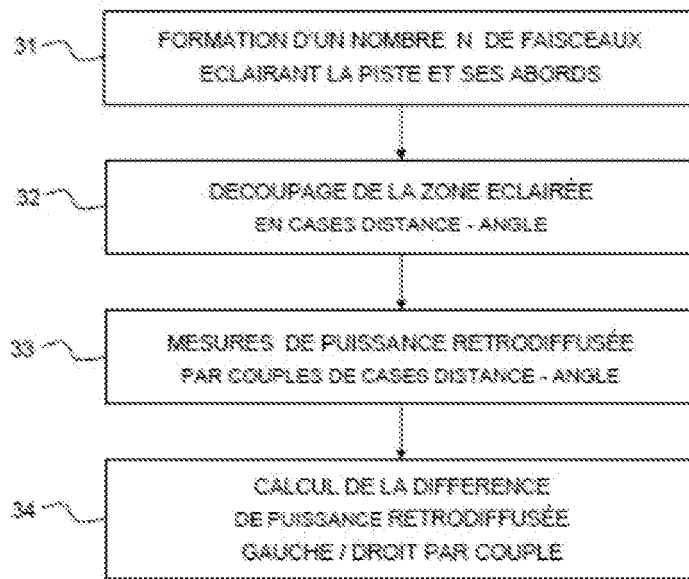 31
FORMATION D'UN NOMBRE N DE FAISCEAUX
ECLAIRANT LA PISTE ET SES ABORDS
32
DECOUPAGE DE LA ZONE ECLAIRÉE
EN CASES DISTANCE - ANGLE
33
MESURES DE PUISSANCE RETRODIFFUSÉE
PAR COUPLES DE CASES DISTANCE - ANGLE
34
CALCUL DE LA DIFFERENCE
DE PUISSANCE RETRODIFFUSÉE
GAUCHE / DROIT PAR COUPLE